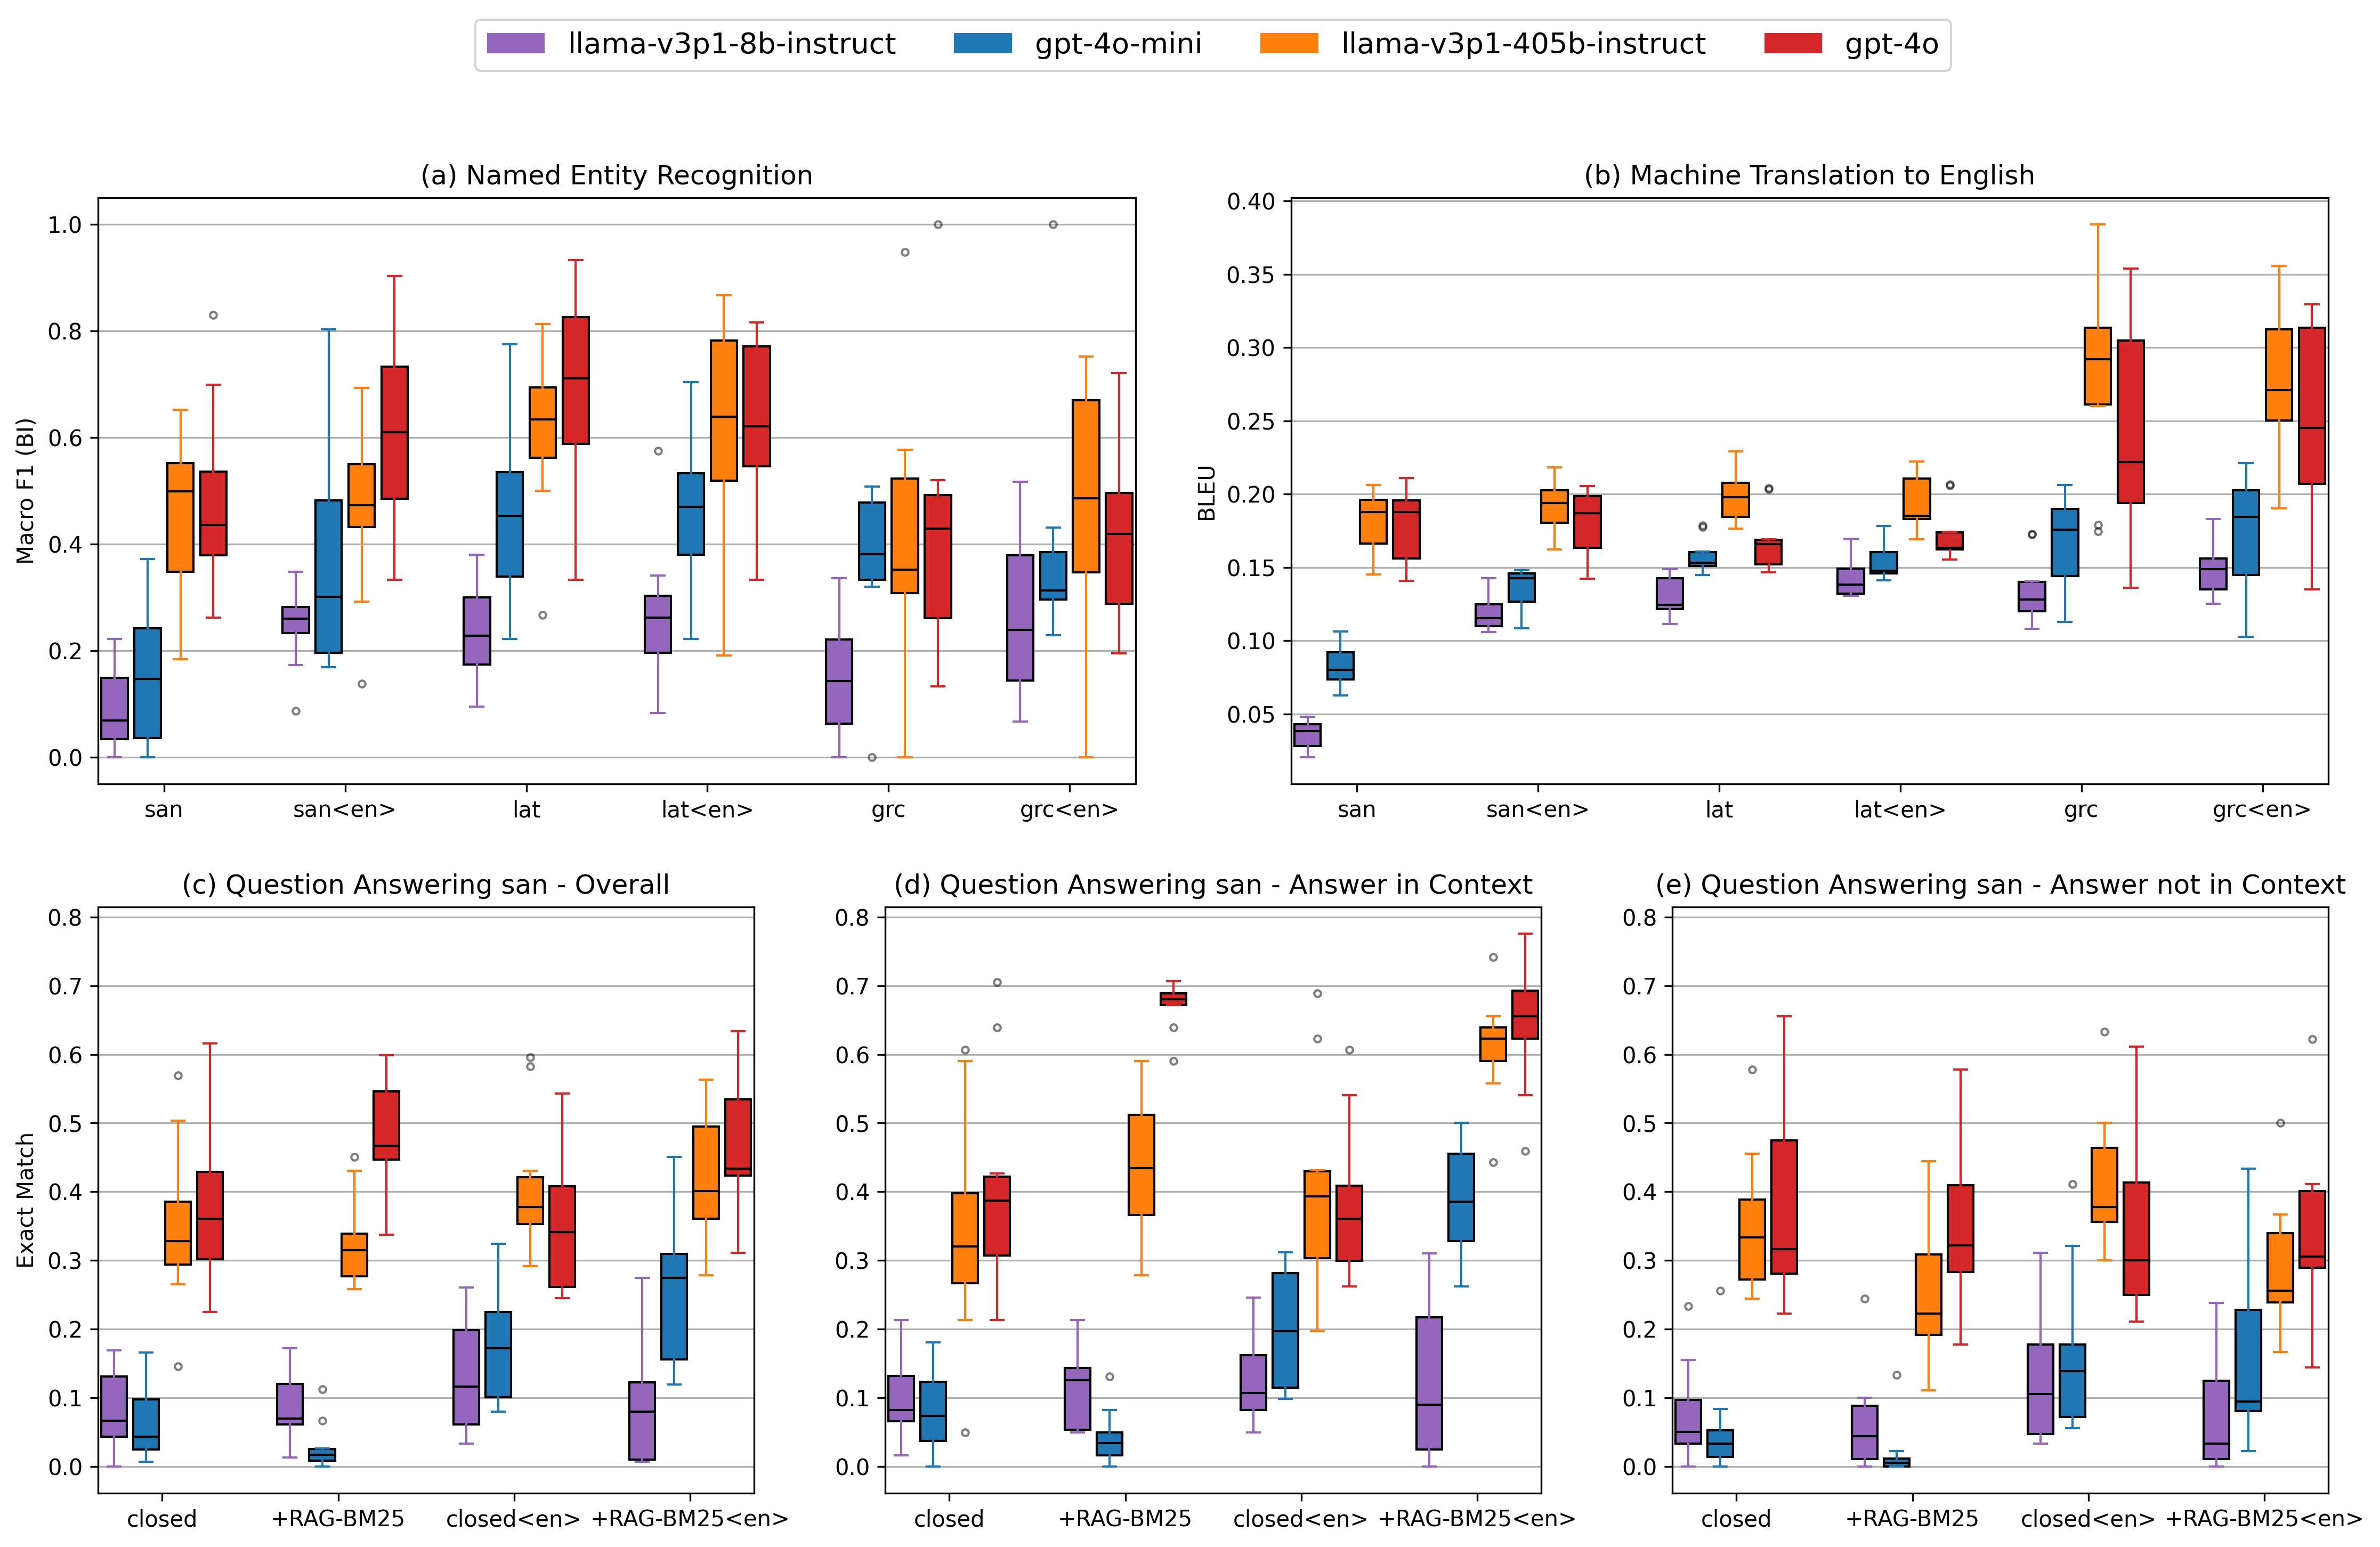 llama-v3p1-8b-instruct gpt-4o-mini llama-v3p1-405b-instruct gpt-4o
(a) Named Entity Recognition
Macro F1 (BI)
1.0
0.8
0.6
0.4
0.2
0.0
san san<en> lat lat<en> grc grc<en>
(b) Machine Translation to English
BLEU
0.40
0.35
0.30
0.25
0.20
0.15
0.10
0.05
san san<en> lat lat<en> grc grc<en>
(c) Question Answering san - Overall
Exact Match
0.8
0.7
0.6
0.5
0.4
0.3
0.2
0.1
0.0
closed +RAG-BM25 closed<en> +RAG-BM25<en>
(d) Question Answering san - Answer in Context
0.8
0.7
0.6
0.5
0.4
0.3
0.2
0.1
0.0
closed +RAG-BM25 closed<en> +RAG-BM25<en>
(e) Question Answering san - Answer not in Context
0.8
0.7
0.6
0.5
0.4
0.3
0.2
0.1
0.0
closed +RAG-BM25 closed<en> +RAG-BM25<en>